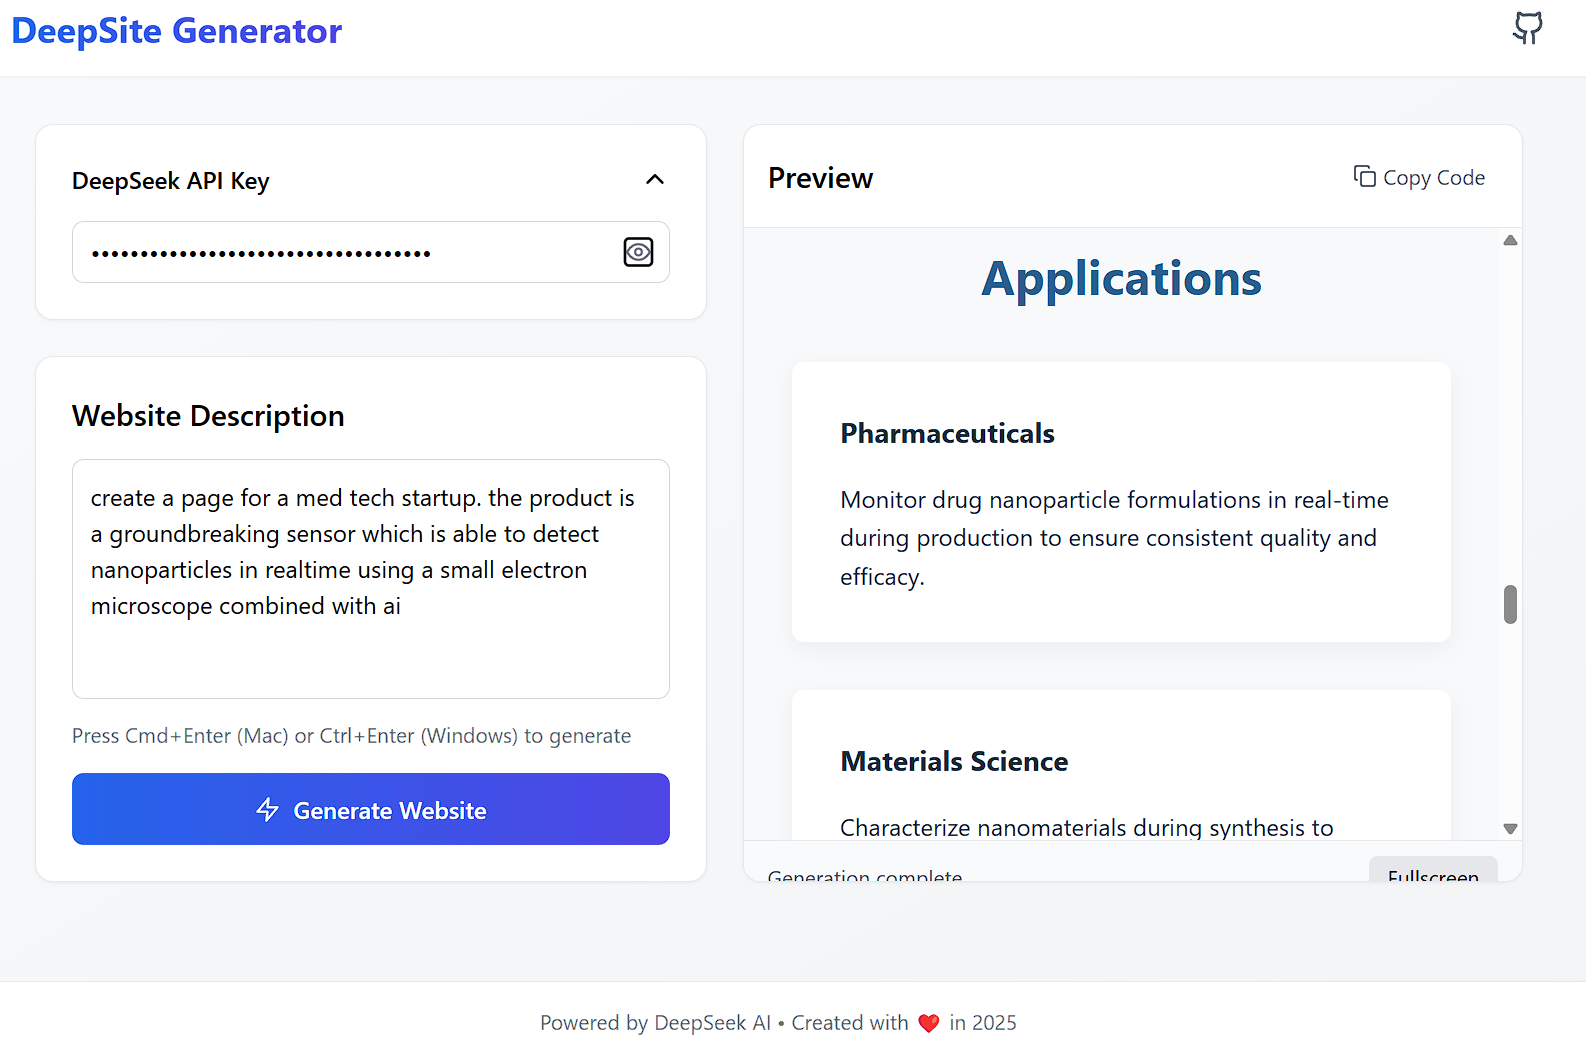 DeepSite Generator
DeepSeek API Key
••••••••••••••••••••••••••••••••••
Website Description
create a page for a med tech startup. the product is
a groundbreaking sensor which is able to detect
nanoparticles in realtime using a small electron
microscope combined with ai
Press Cmd+Enter (Mac) or Ctrl+Enter (Windows) to generate
Generate Website
Preview
Copy Code
Applications
Pharmaceuticals
Monitor drug nanoparticle formulations in real-time
during production to ensure consistent quality and
efficacy.
Materials Science
Characterize nanomaterials during synthesis to
Generation complete
Fullscreen
Powered by DeepSeek AI • Created with ❤️ in 2025